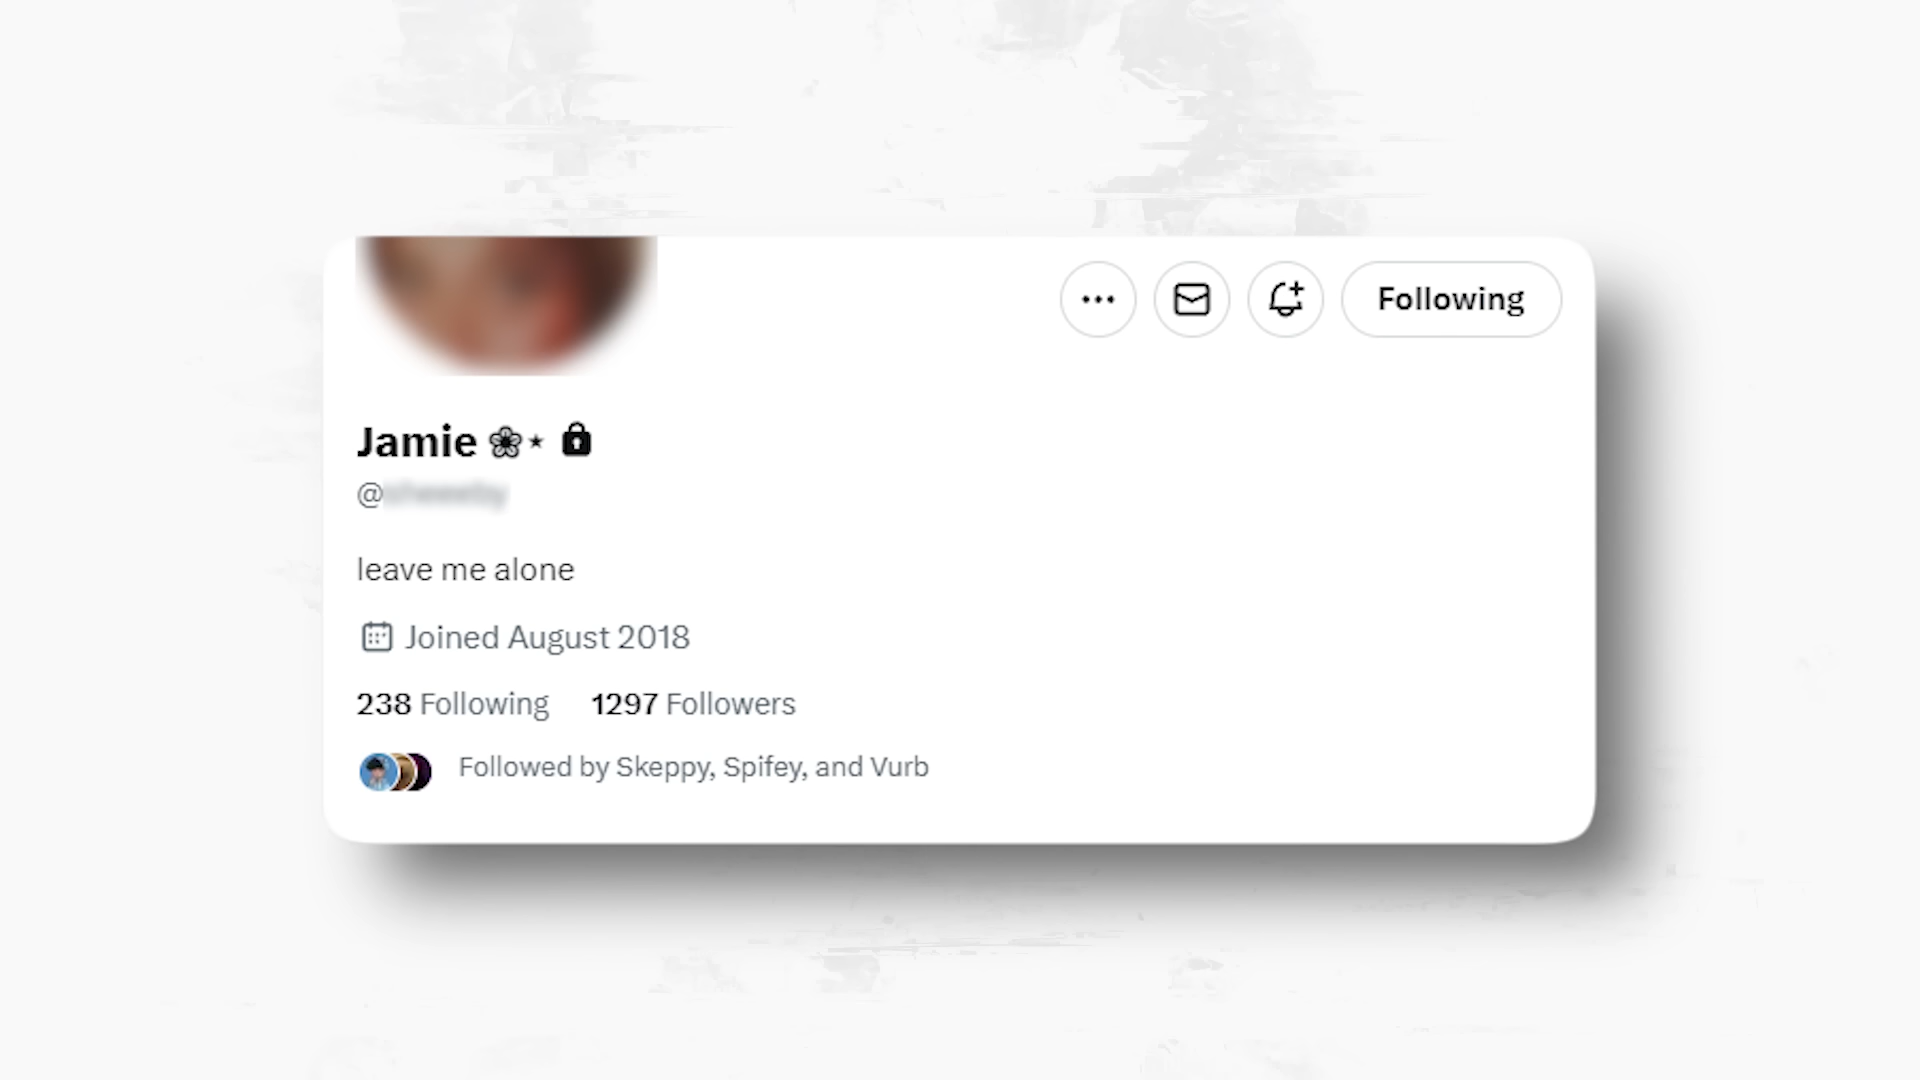 Following
Jamie ❀⋆
@
leave me alone
Joined August 2018
238 Following 1297 Followers
Followed by Skeppy, Spifey, and Vurb